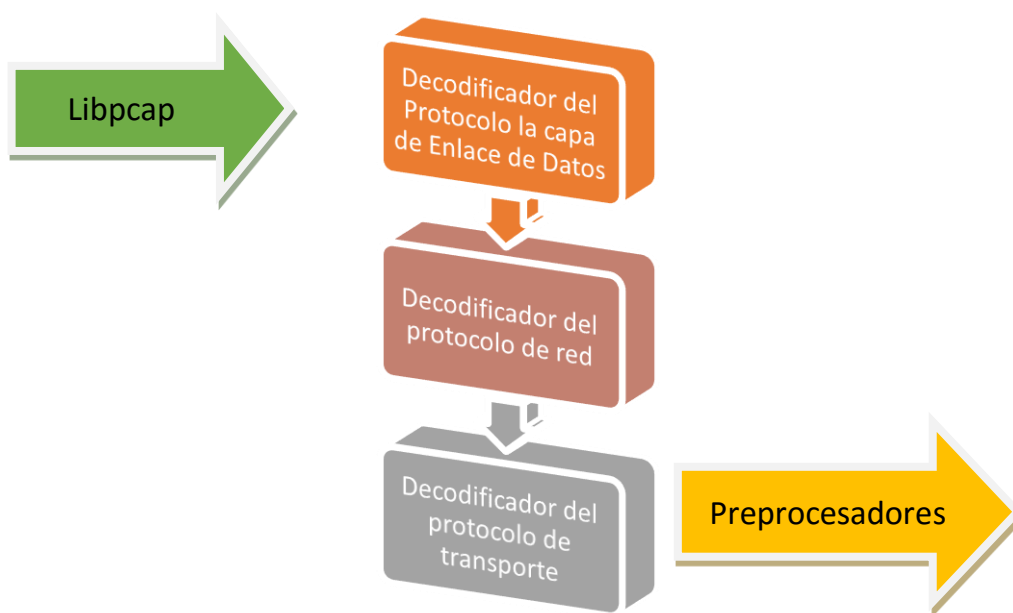 Libpcap
Decodificador del
Protocolo la capa
de Enlace de Datos
Decodificador del
protocolo de red
Decodificador del
protocolo de
transporte
Preprocesadores